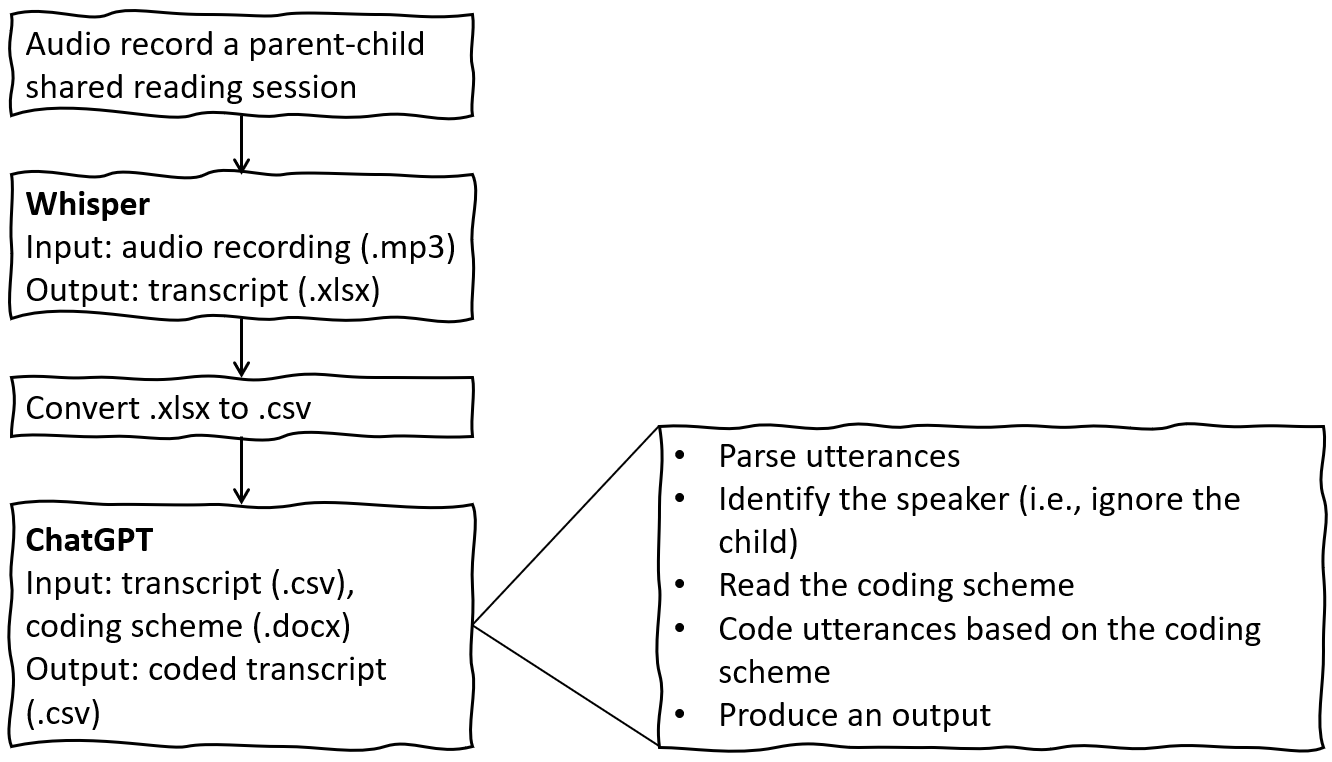 Audio record a parent-child
shared reading session
Whisper
Input: audio recording (.mp3)
Output: transcript (.xlsx)
Convert .xlsx to .csv
ChatGPT
Input: transcript (.csv),
coding scheme (.docx)
Output: coded transcript
(.csv)
• Parse utterances
• Identify the speaker (i.e., ignore the
child)
• Read the coding scheme
• Code utterances based on the coding
scheme
• Produce an output